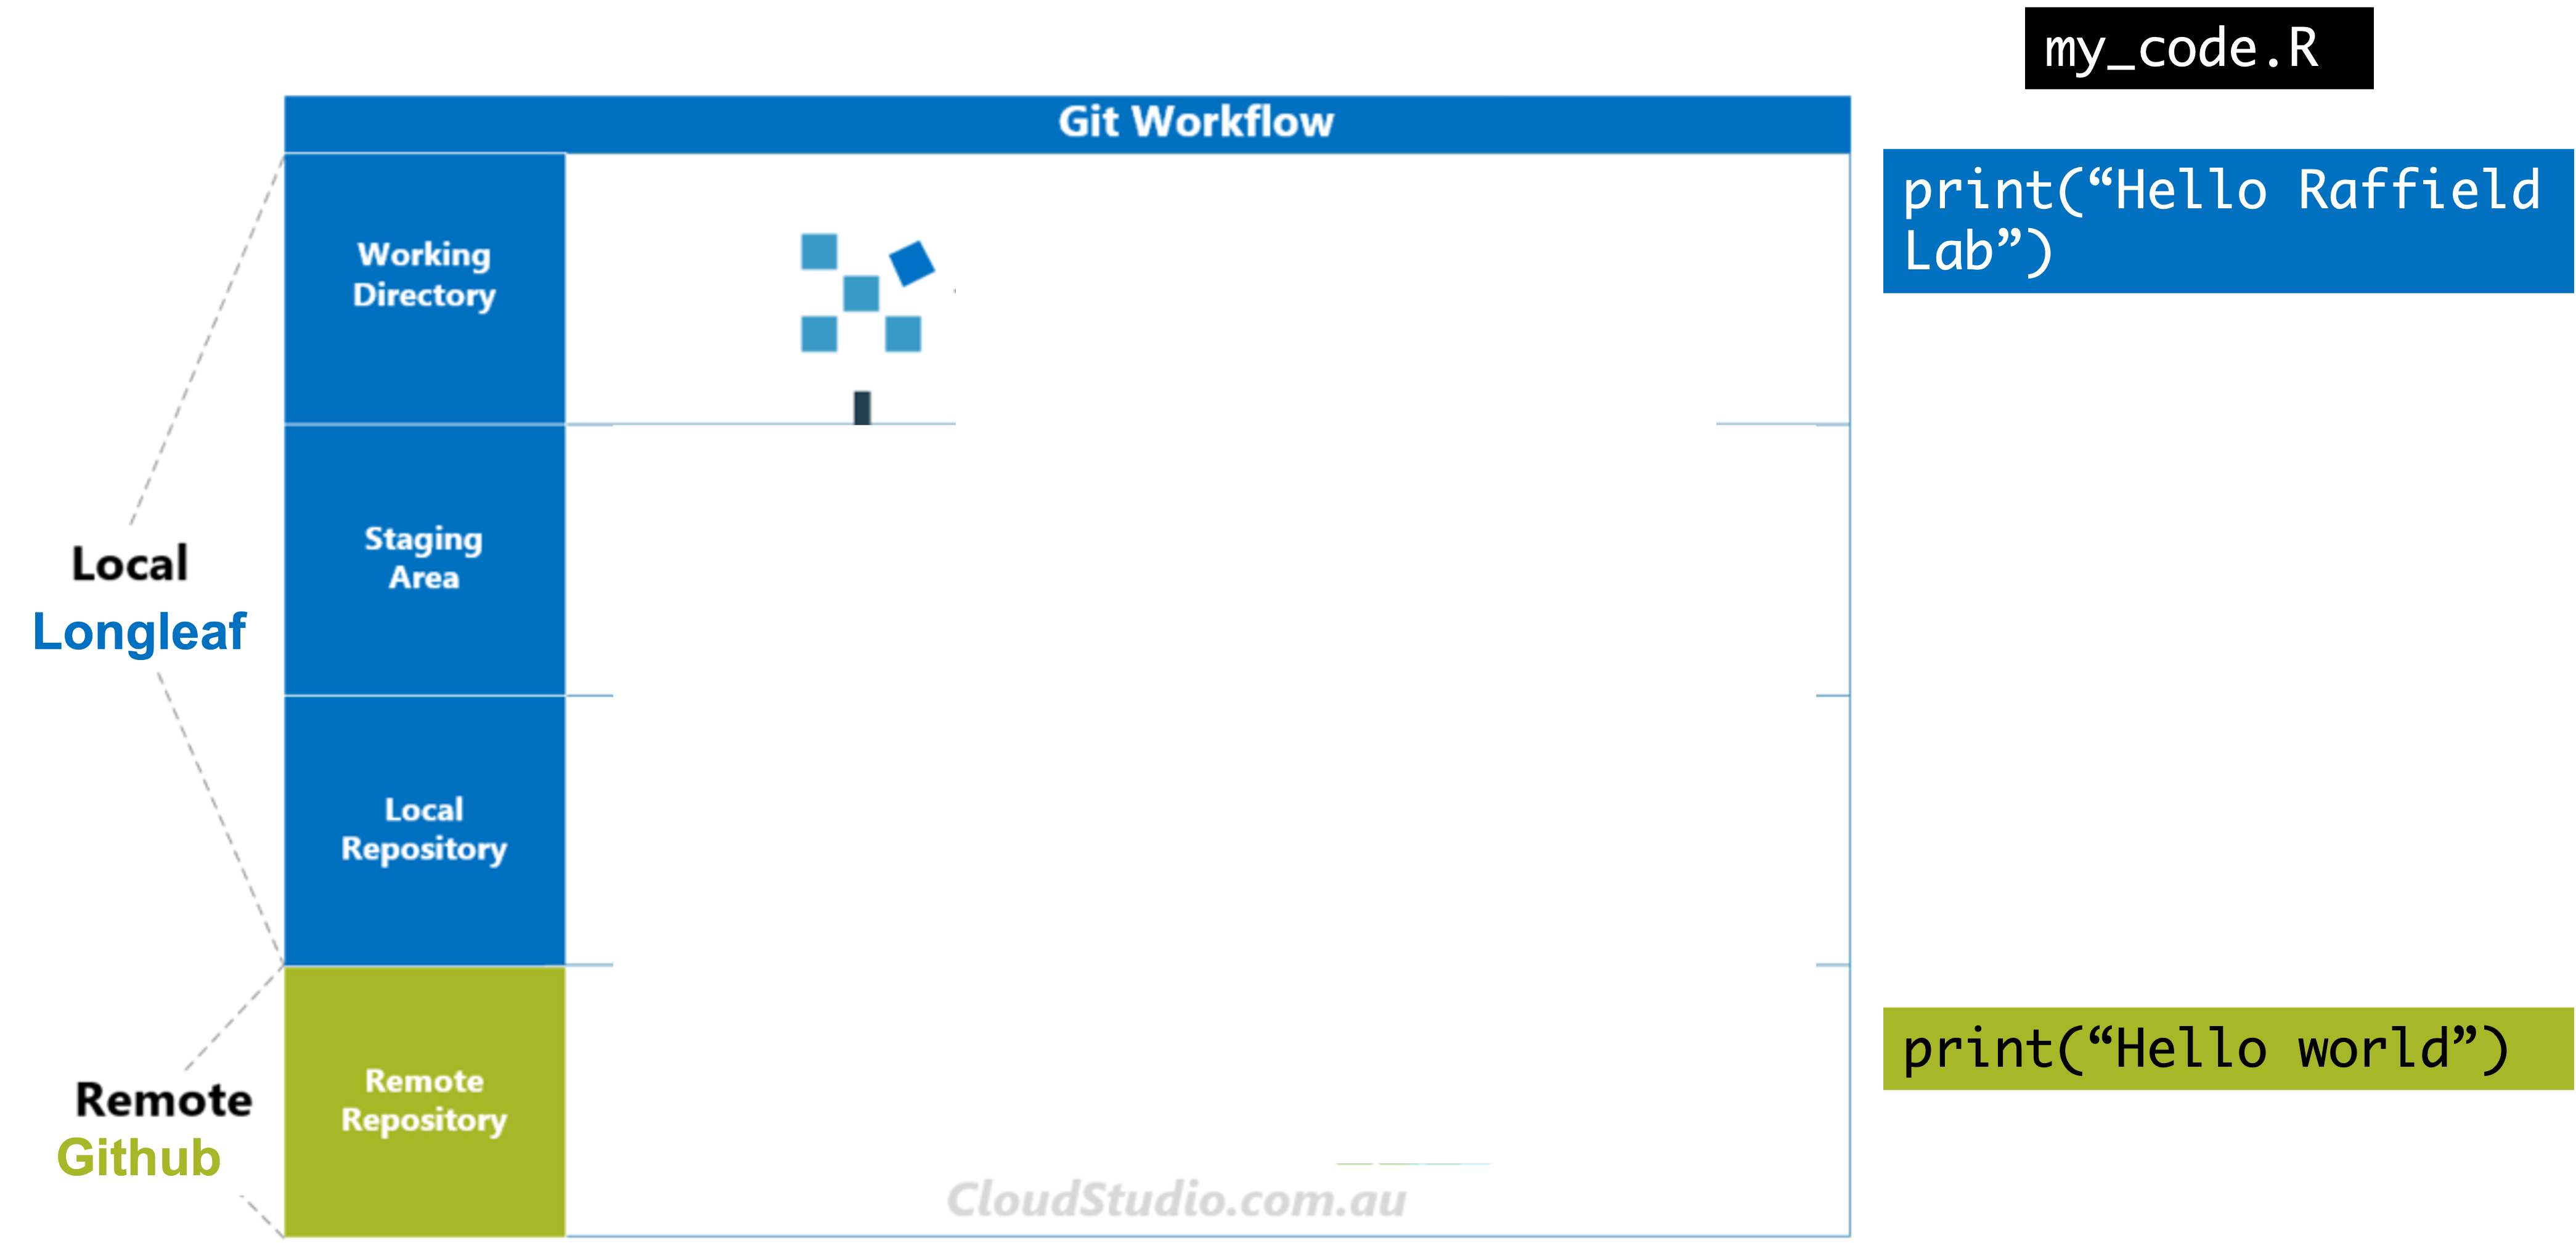 my_code.R
Git Workflow
print(“Hello Raffield
Lab”)
Working
Directory
Staging
Area
Local
Longleaf
Local
Repository
print(“Hello world”)
Remote
Repository
Remote
Github
CloudStudio.com.au